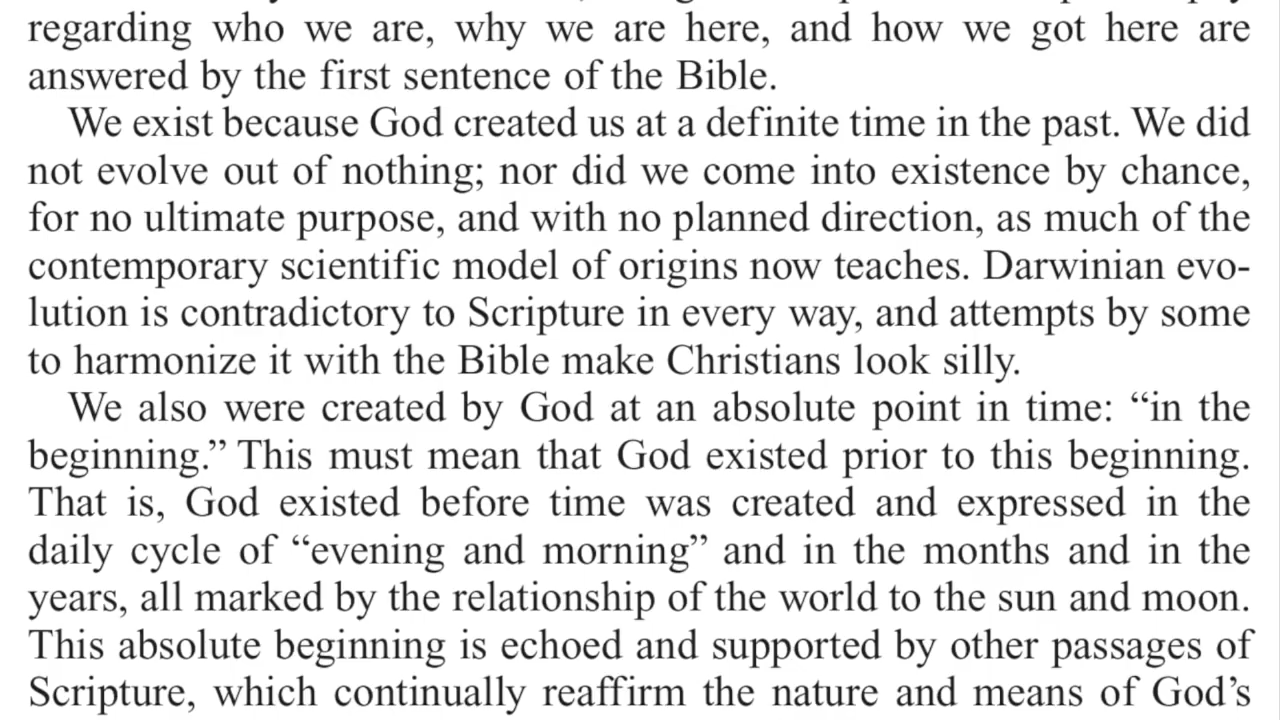 regarding who we are, why we are here, and how we got here are
answered by the first sentence of the Bible.
We exist because God created us at a definite time in the past. We did
not evolve out of nothing; nor did we come into existence by chance,
for no ultimate purpose, and with no planned direction, as much of the
contemporary scientific model of origins now teaches. Darwinian evo-
lution is contradictory to Scripture in every way, and attempts by some
to harmonize it with the Bible make Christians look silly.
We also were created by God at an absolute point in time: “in the
beginning.” This must mean that God existed prior to this beginning.
That is, God existed before time was created and expressed in the
daily cycle of “evening and morning” and in the months and in the
years, all marked by the relationship of the world to the sun and moon.
This absolute beginning is echoed and supported by other passages of
Scripture, which continually reaffirm the nature and means of God’s